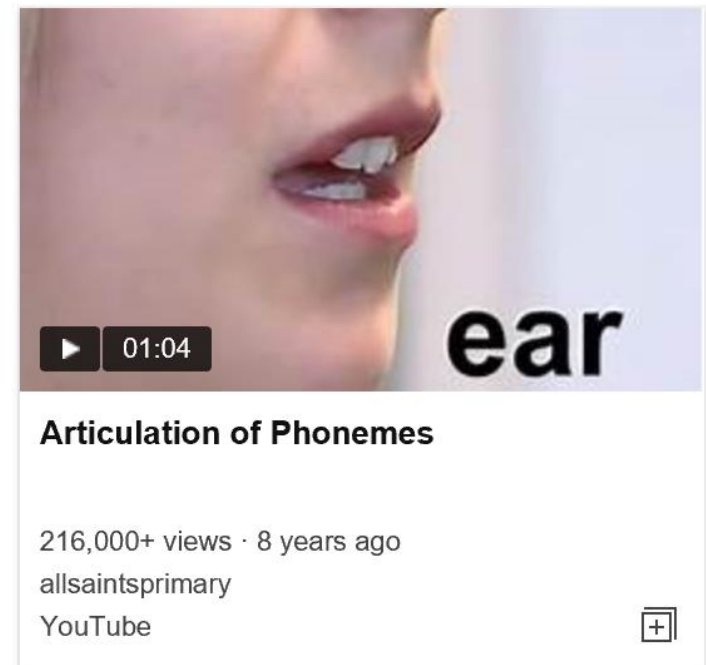 ear
01:04
Articulation of Phonemes
216,000+ views · 8 years ago
allsaintsprimary
YouTube